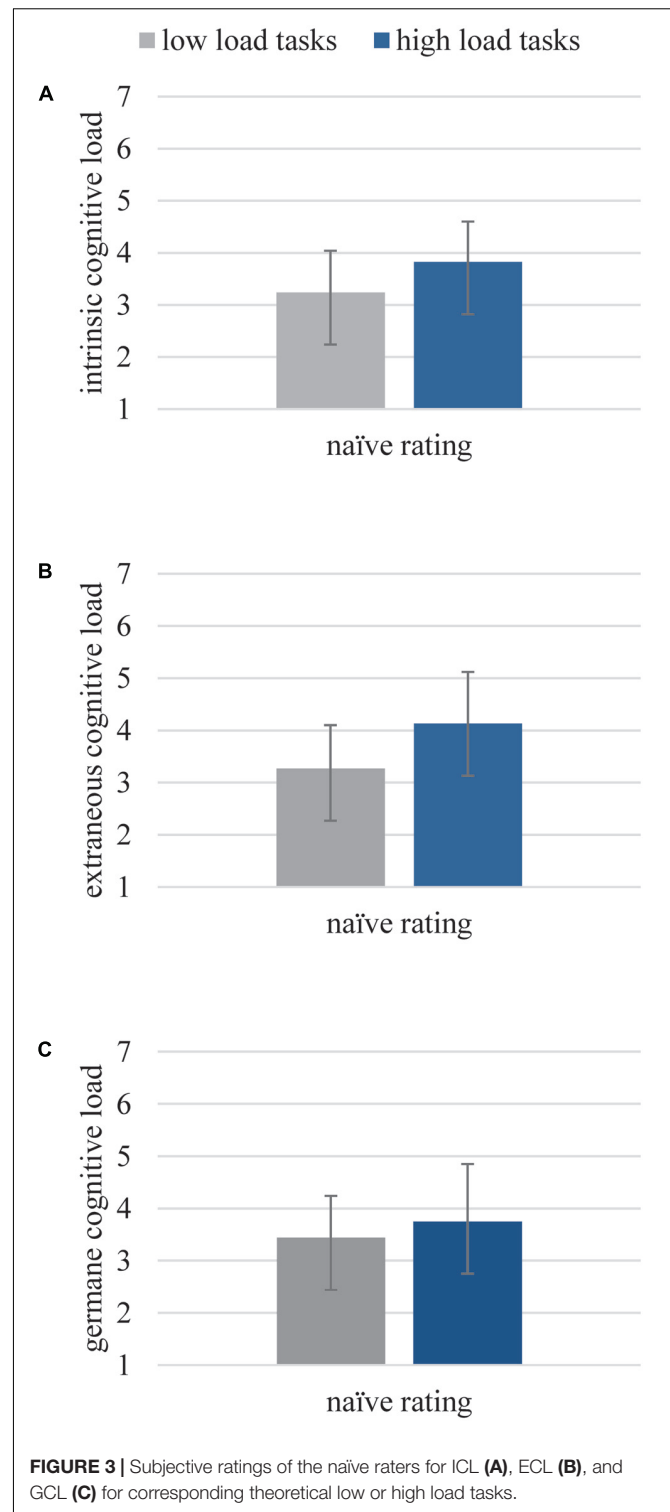 low load tasks high load tasks
A
intrinsic cognitive load
7
6
5
4
3
2
1
naïve rating
B
extraneous cognitive load
7
6
5
4
3
2
1
naïve rating
C
germane cognitive load
7
6
5
4
3
2
1
naïve rating
FIGURE 3 | Subjective ratings of the naïve raters for ICL (A), ECL (B), and
GCL (C) for corresponding theoretical low or high load tasks.